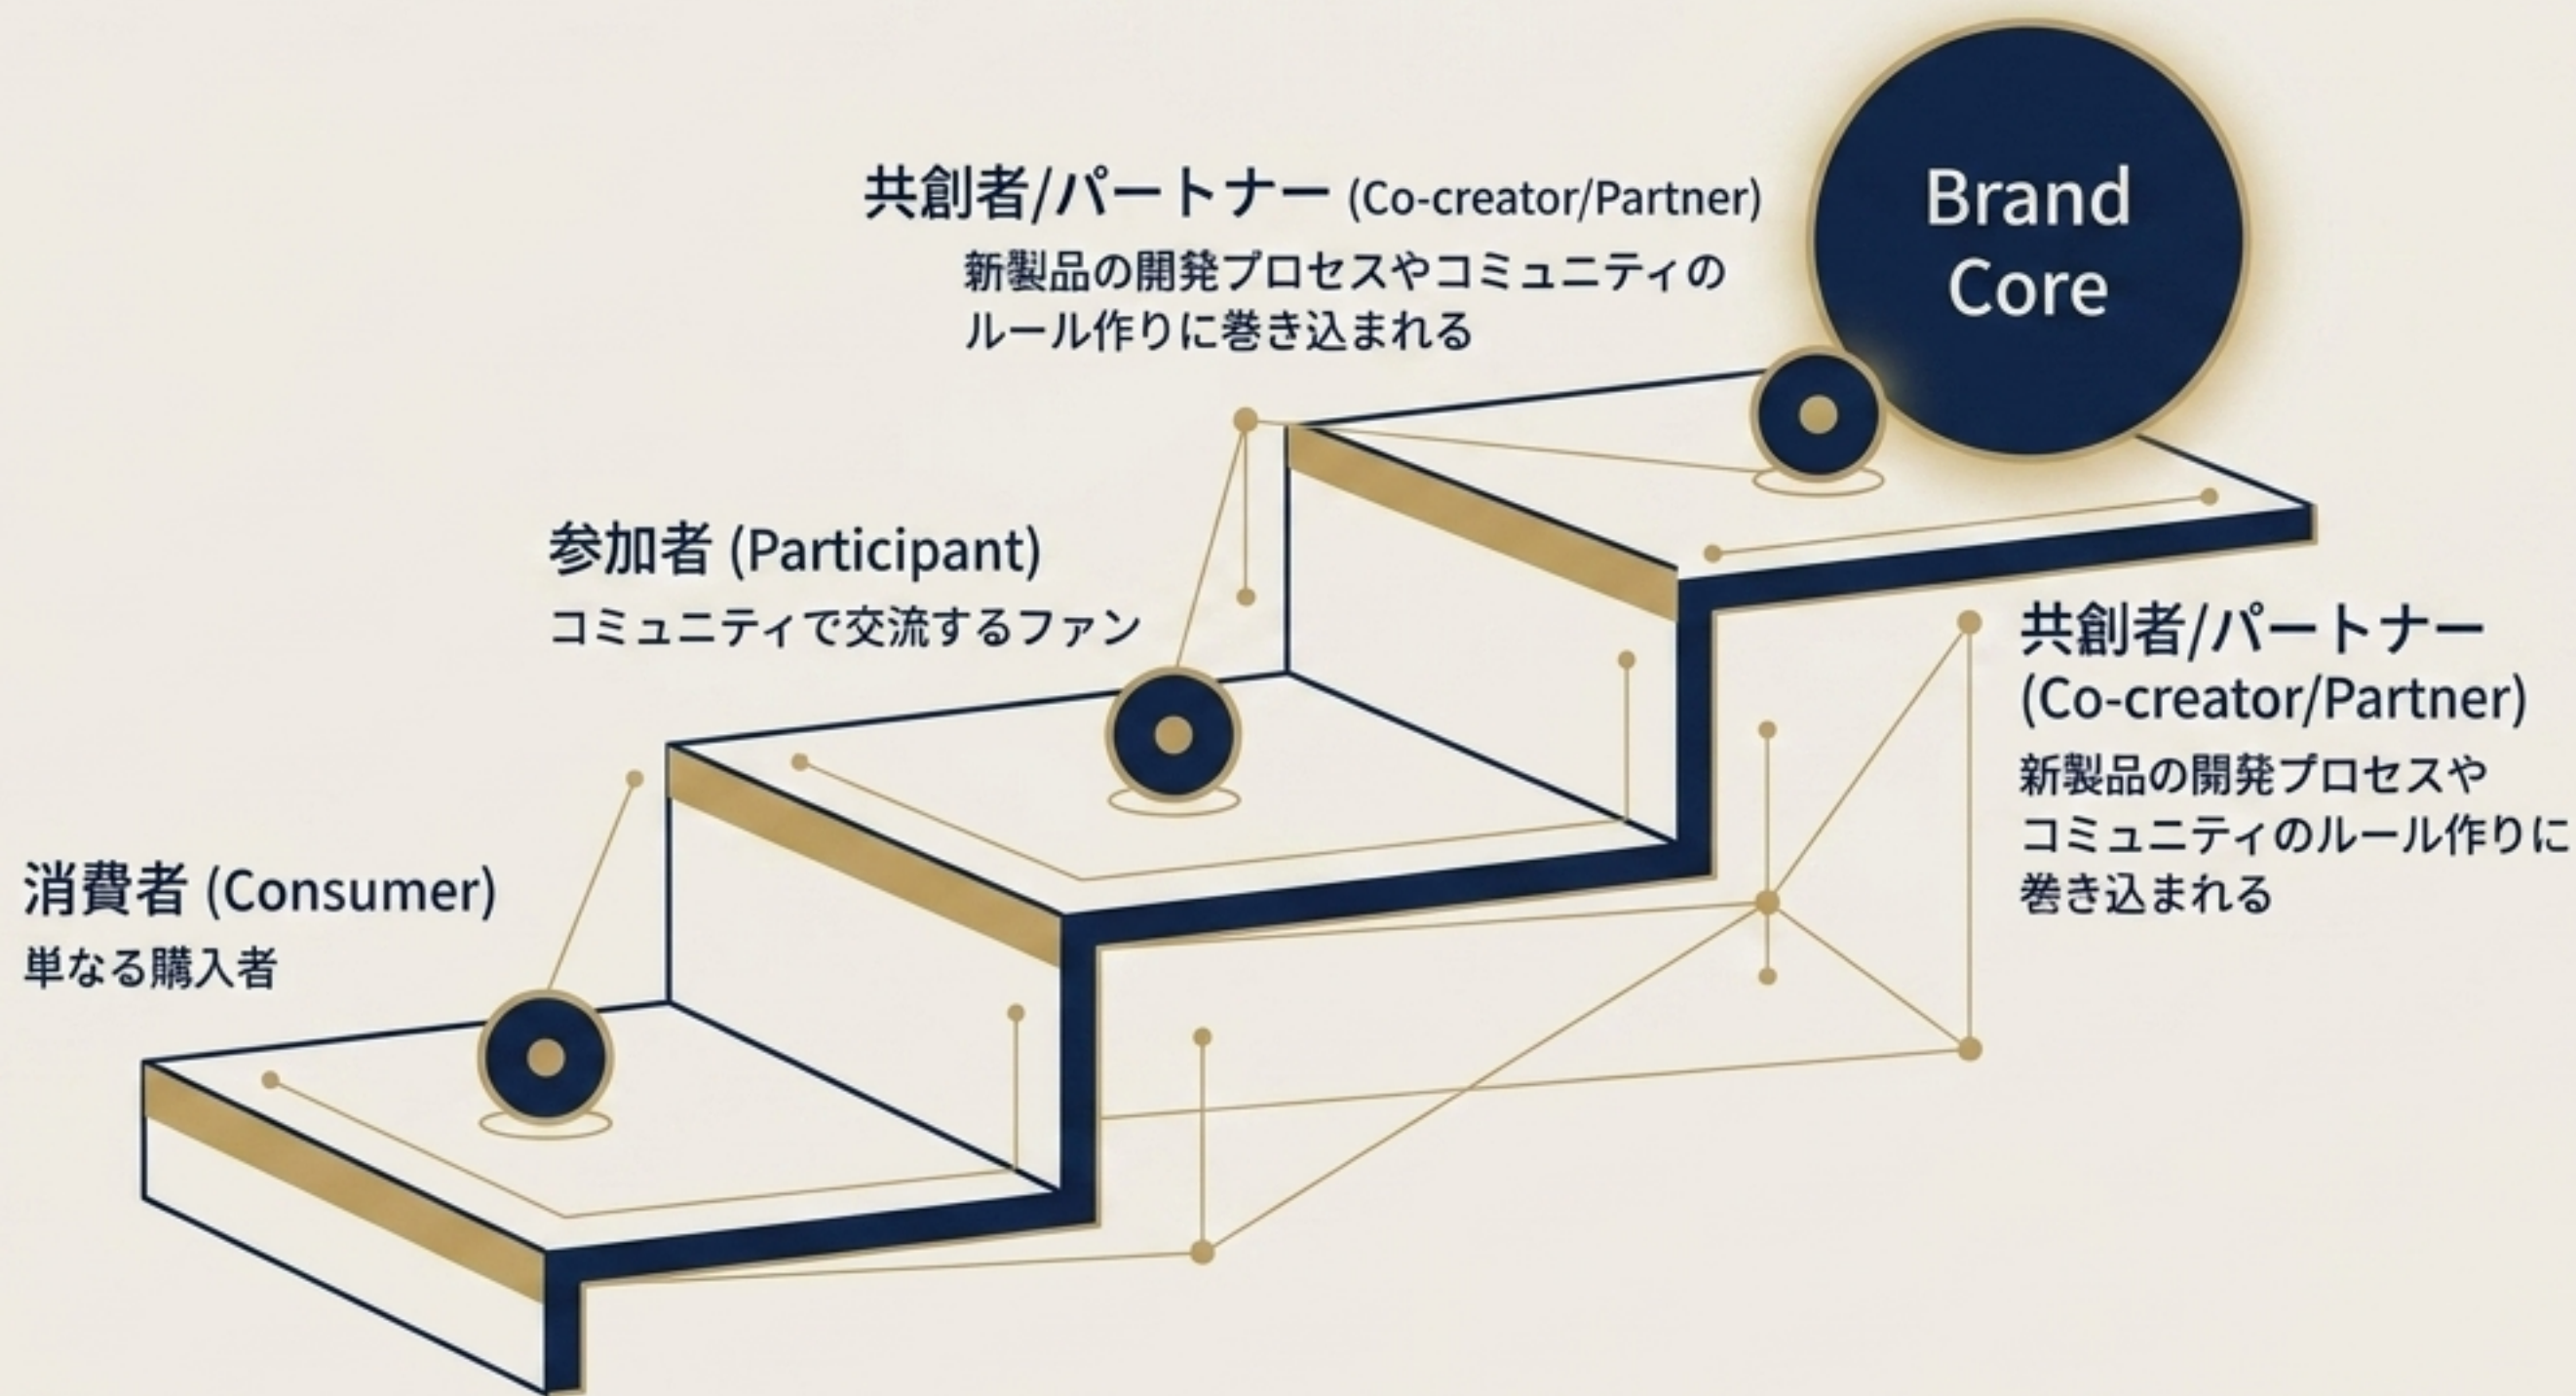 Brand
Core
共創者/パートナー (Co-creator/Partner)
新製品の開発プロセスやコミュニティの
ルール作りに巻き込まれる
参加者 (Participant)
コミュニティで交流するファン
共創者/パートナー
(Co-creator/Partner)
新製品の開発プロセスや
コミュニティのルール作りに
巻き込まれる
消費者 (Consumer)
単なる購入者